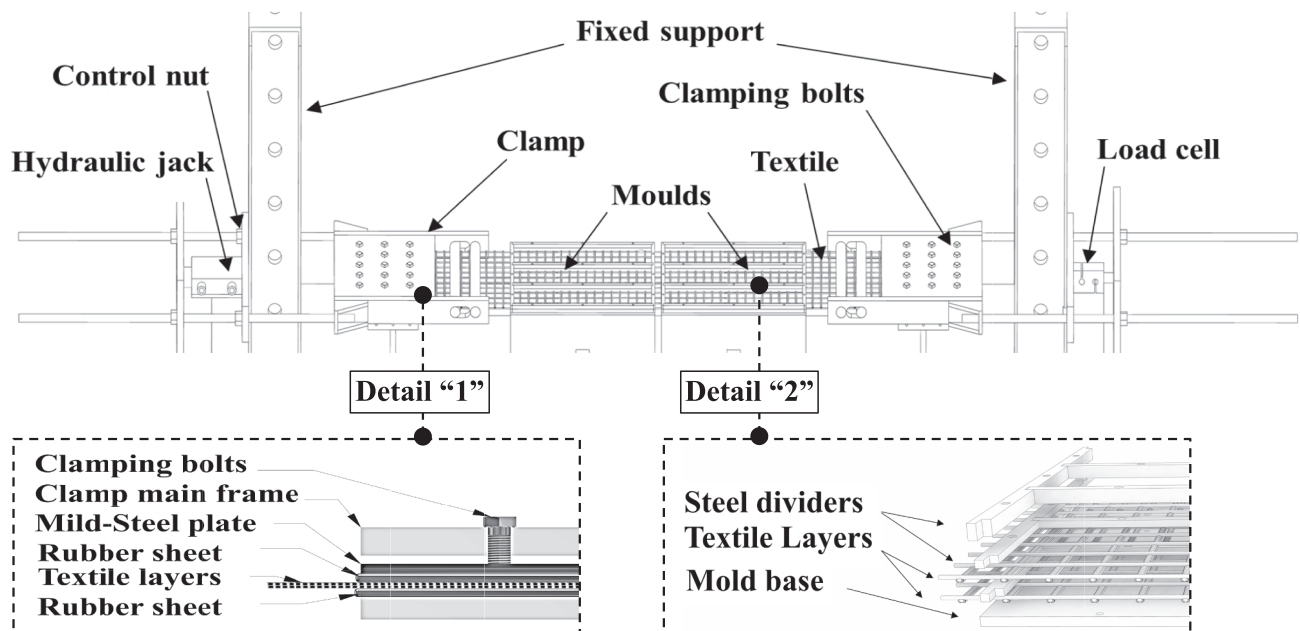 Fixed support
Control nut
Clamping bolts
Clamp
Hydraulic jack
Textile
Load cell
Moulds
Detail “1”
Detail “2”
Clamping bolts
Clamp main frame
Mild-Steel plate
Rubber sheet
Textile layers
Rubber sheet
Steel dividers
Textile Layers
Mold base